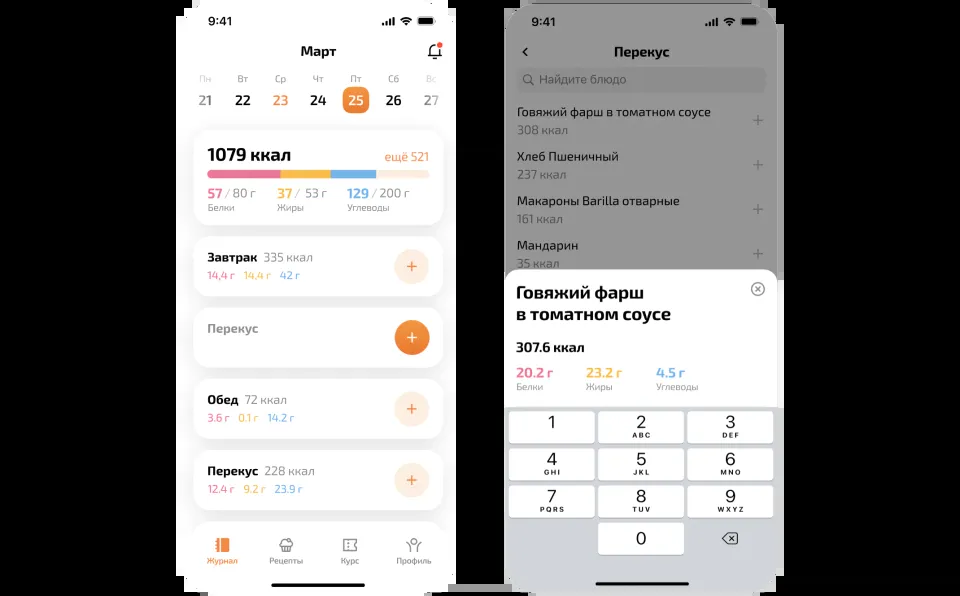 9:41
Март
Пн Вт Ср Чт Пт Сб Вс
21 22 23 24 25 26 27
1079 ккал ещё 521
57 / 80 г 37 / 53 г 129 / 200 г
Белки Жиры Углеводы
Завтрак 335 ккал
14,4 г 14,4 г 42 г
Перекус
Обед 72 ккал
3.6 г 0.1 г 14.2 г
Перекус 228 ккал
12.4 г 9.2 г 23.9 г
Журнал Рецепты Курс Профиль
9:41
Перекус
Найдите блюдо
Говяжий фарш в томатном соусе
308 ккал
Хлеб Пшеничный
237 ккал
Макароны Barilla отварные
161 ккал
Мандарин
35 ккал
Говяжий фарш
в томатном соусе
307.6 ккал
20.2 г 23.2 г 4.5 г
Белки Жиры Углеводы
1 2 3
ABC DEF
4 5 6
GHI JKL MNO
7 8 9
PQRS TUV WXYZ
0